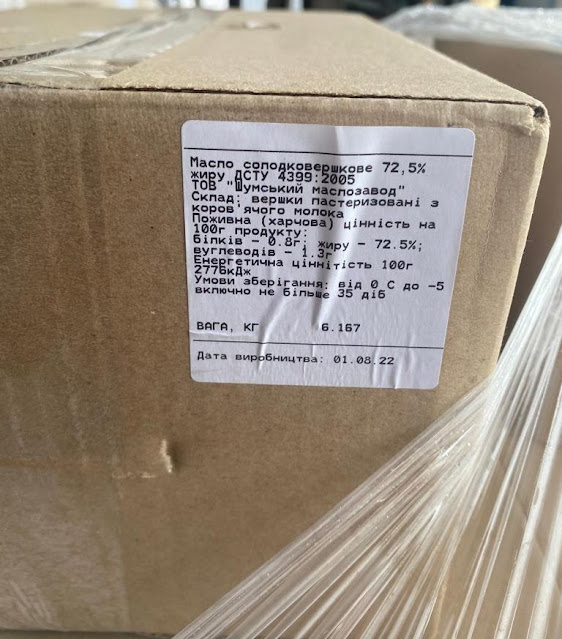 Масло солодковершкове 72,5%
жиру ДСТУ 4399:2005
ТОВ "Шумський маслозавод"
Склад: вершки пастеризовані з
коров'ячого молока
Поживна (харчова) цінність на
100г продукту:
білків - 0.8г; жиру - 72.5%;
вуглеводів - 1.3г
Енергетична ціннітість 100г
2776кДж
Умови зберігання: від 0 С до -5
включно не більше 35 діб
ВАГА, КГ 6.167
Дата виробництва: 01.08.22